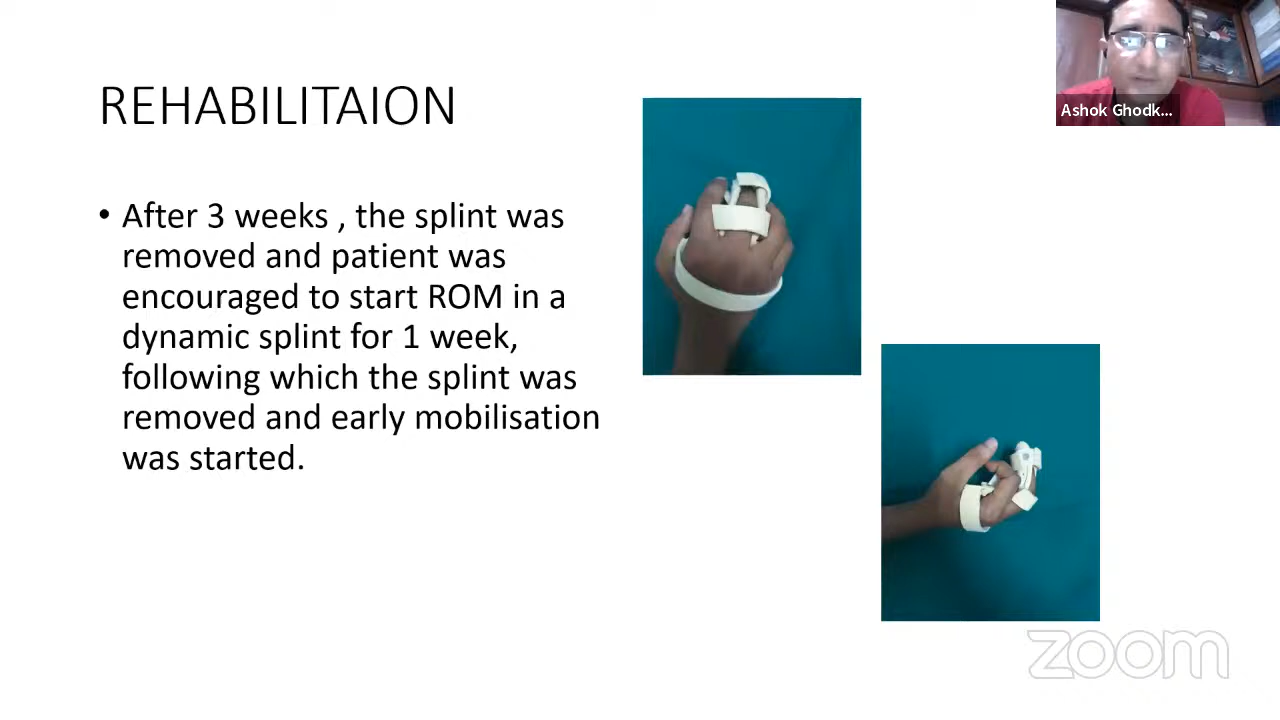 REHABILITAION
• After 3 weeks , the splint was
removed and patient was
encouraged to start ROM in a
dynamic splint for 1 week,
following which the splint was
removed and early mobilisation
was started.
Ashok Ghodk...
zoom